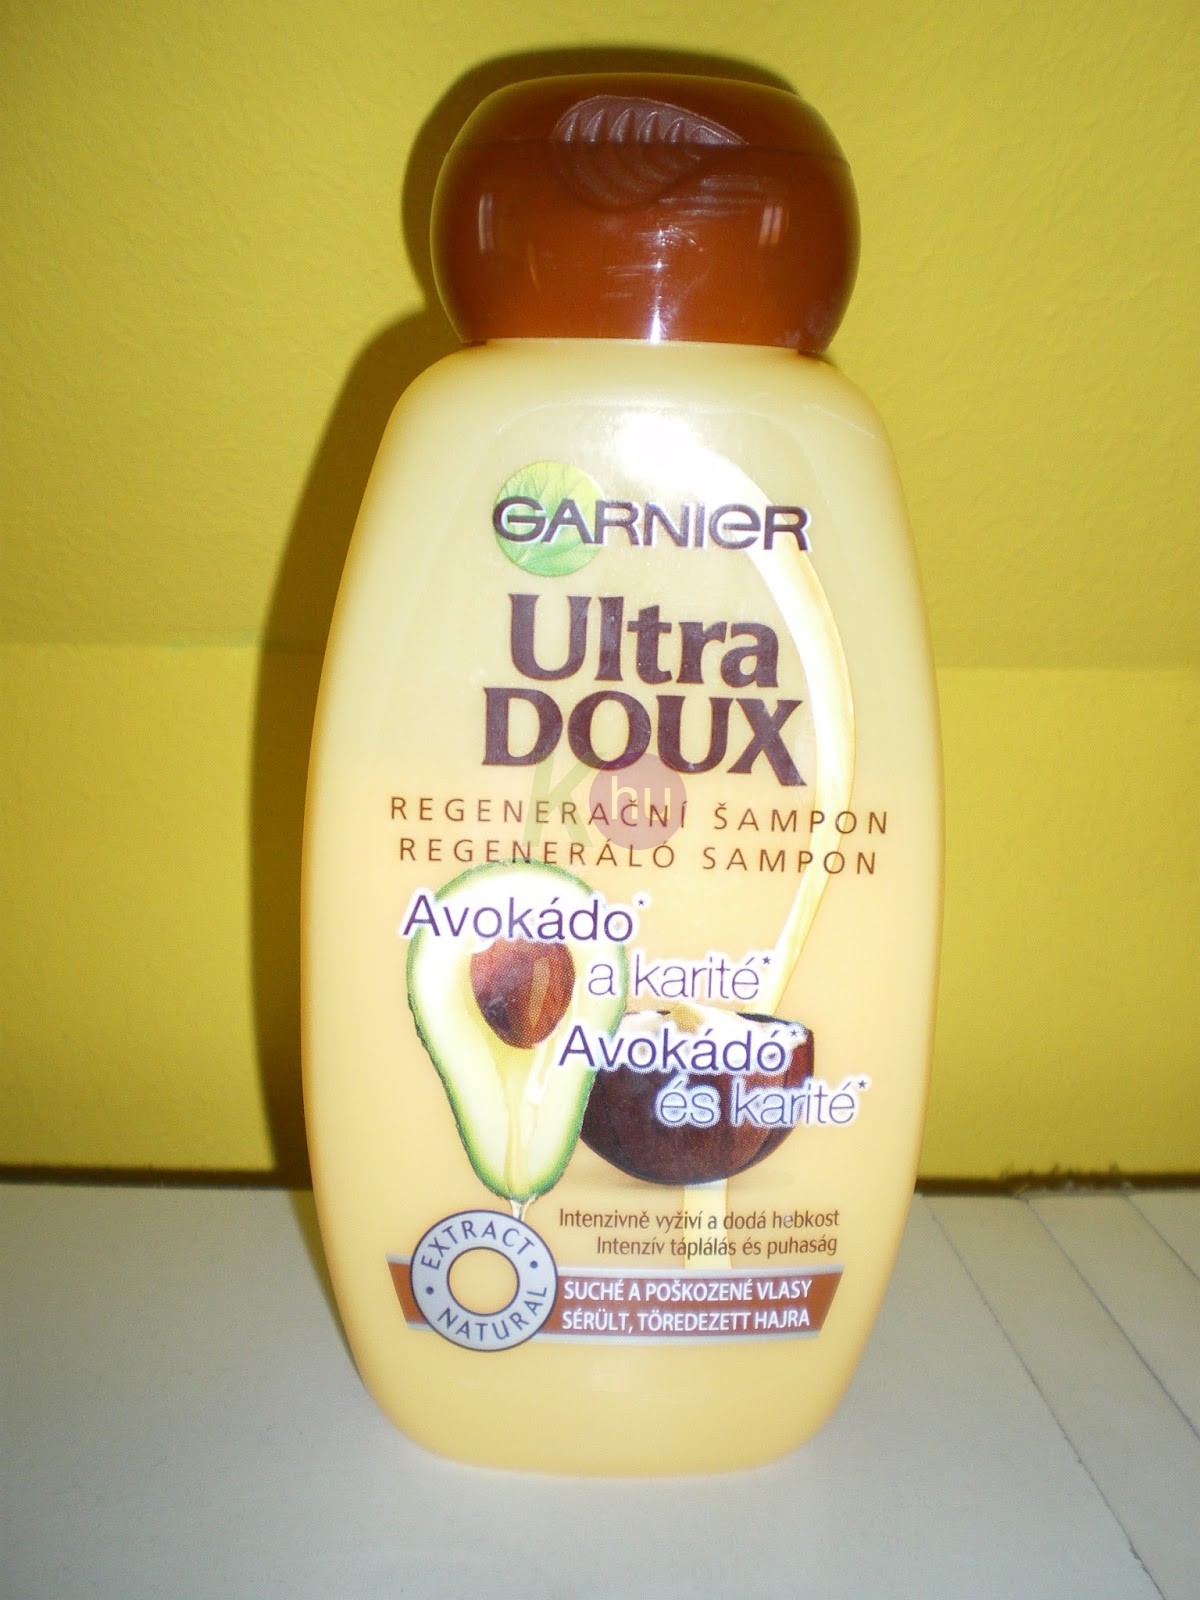 GARNIER
Ultra
DOUX
K hu
REGENERAČNÍ ŠAMPON
REGENERÁLÓ SAMPON
Avokádo*
a karité*
Avokádó*
és karité*
Intenzivně vyživí a dodá hebkost
Intenzív táplálás és puhaság
EXTRACT • NATURAL •
SUCHÉ A POŠKOZENÉ VLASY
SÉRÜLT, TÖREDEZETT HAJRA